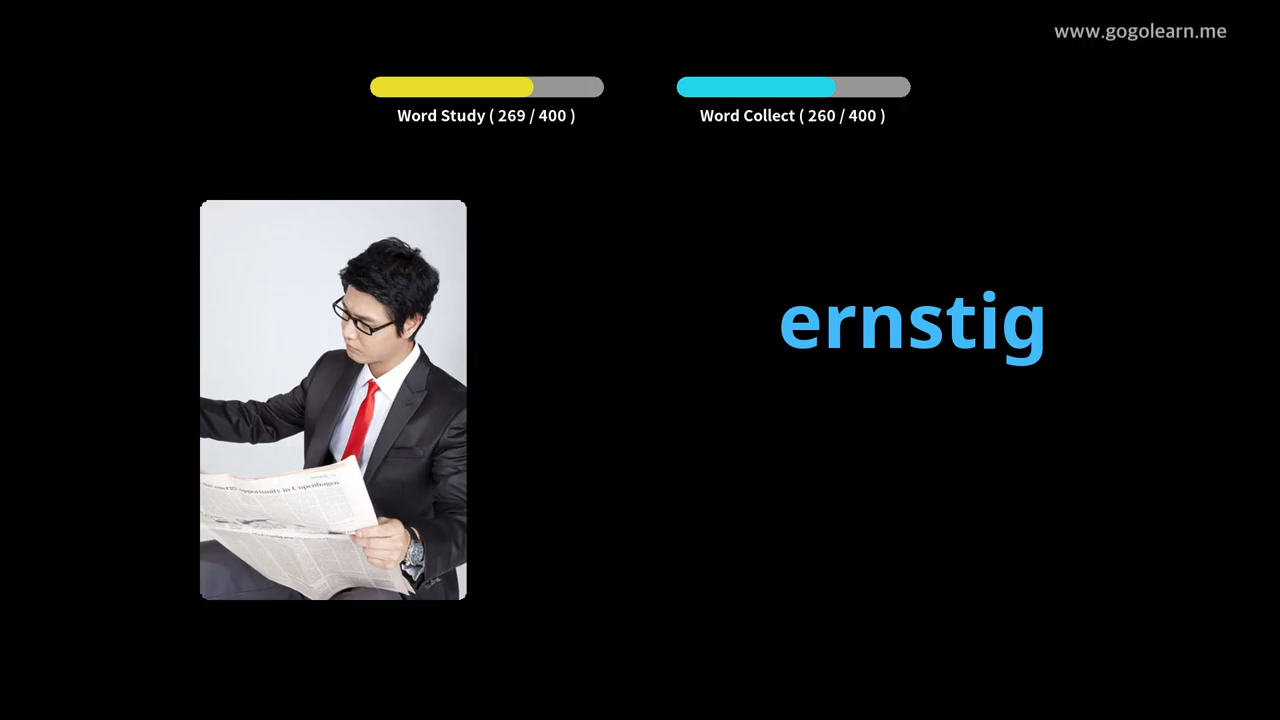 www.gogolearn.me
Word Study ( 269 / 400 )
Word Collect ( 260 / 400 )
ernstig
opportunity in Copenhagen